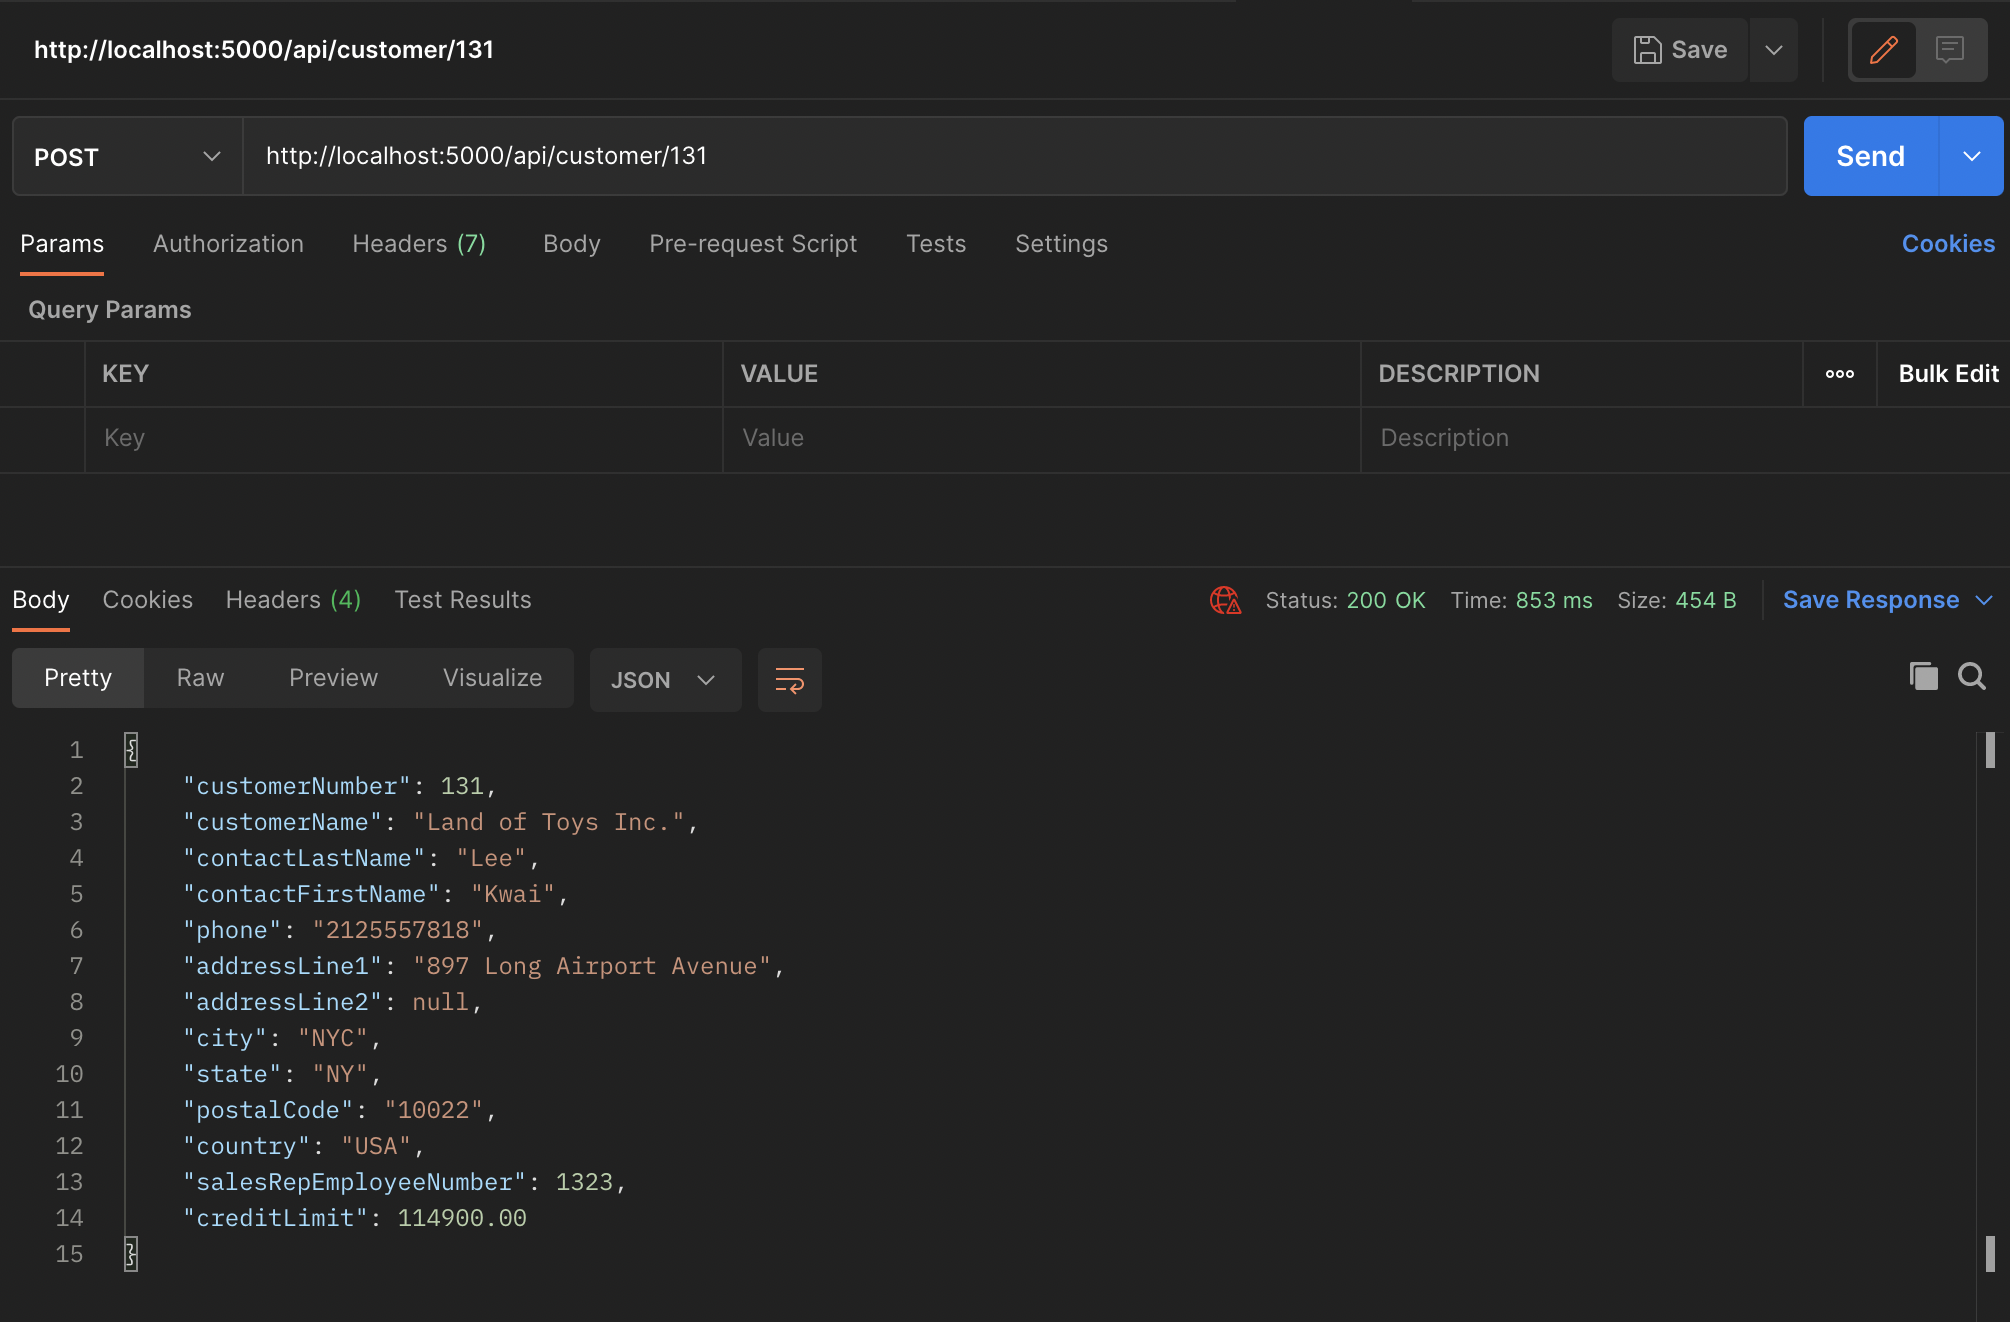 http://localhost:5000/api/customer/131
Save
POST
http://localhost:5000/api/customer/131
Send
Params Authorization Headers (7) Body Pre-request Script Tests Settings Cookies
Query Params
KEY VALUE DESCRIPTION Bulk Edit
Key Value Description
Body Cookies Headers (4) Test Results Status: 200 OK Time: 853 ms Size: 454 B Save Response
Pretty Raw Preview Visualize JSON
1 {
2 "customerNumber": 131,
3 "customerName": "Land of Toys Inc.",
4 "contactLastName": "Lee",
5 "contactFirstName": "Kwai",
6 "phone": "2125557818",
7 "addressLine1": "897 Long Airport Avenue",
8 "addressLine2": null,
9 "city": "NYC",
10 "state": "NY",
11 "postalCode": "10022",
12 "country": "USA",
13 "salesRepEmployeeNumber": 1323,
14 "creditLimit": 114900.00
15 }